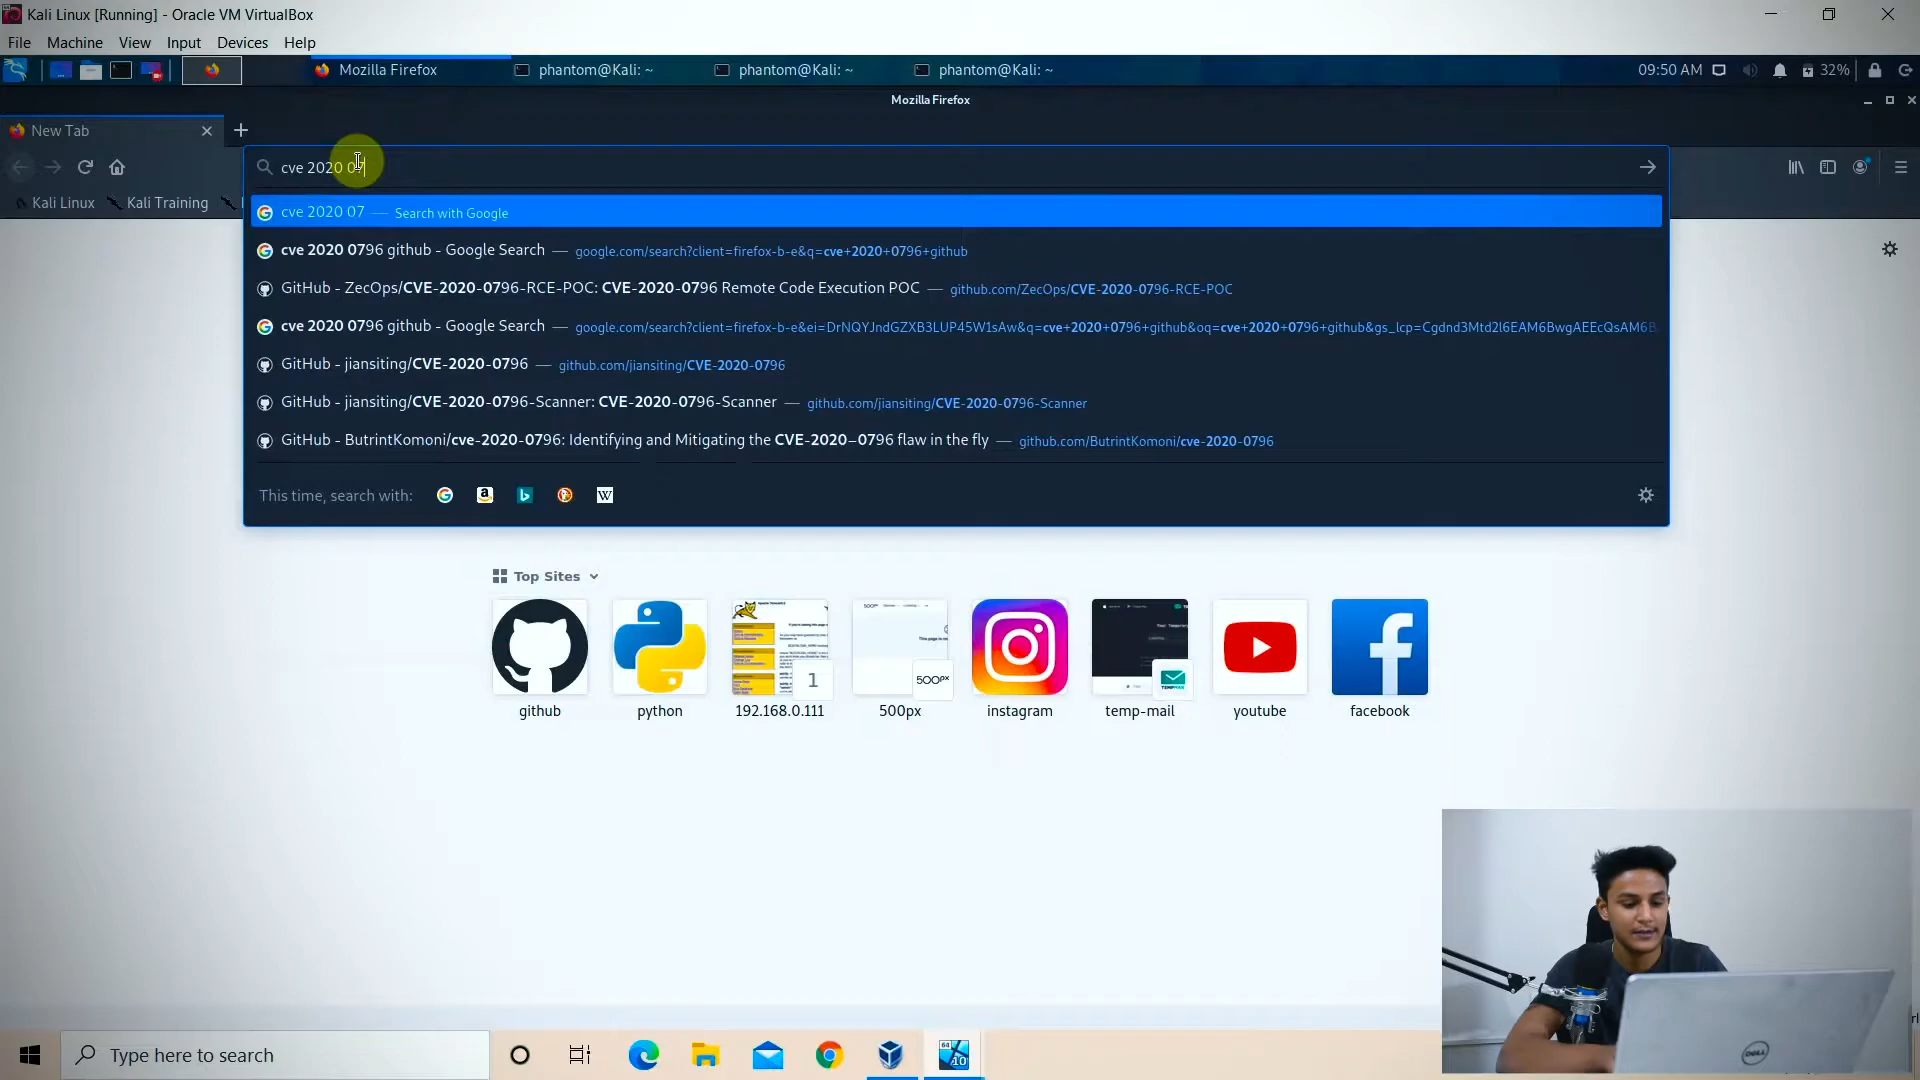 Kali Linux [Running] - Oracle VM VirtualBox
File Machine View Input Devices Help
Mozilla Firefox phantom@Kali: ~ phantom@Kali: ~ phantom@Kali: ~ 09:50 AM 32%
Mozilla Firefox
New Tab
cve 2020 07
Kali Linux Kali Training
cve 2020 07 — Search with Google
cve 2020 0796 github - Google Search — google.com/search?client=firefox-b-e&q=cve+2020+0796+github
GitHub - ZecOps/CVE-2020-0796-RCE-POC: CVE-2020-0796 Remote Code Execution POC — github.com/ZecOps/CVE-2020-0796-RCE-POC
cve 2020 0796 github - Google Search — google.com/search?client=firefox-b-e&ei=DrNQYJndGZXB3LUP45W1sAw&q=cve+2020+0796+github&oq=cve+2020+0796+github&gs_lcp=Cgdnd3Mtd2l6EAM6BwgAEEcQsAM6B
GitHub - jiansiting/CVE-2020-0796 — github.com/jiansiting/CVE-2020-0796
GitHub - jiansiting/CVE-2020-0796-Scanner: CVE-2020-0796-Scanner — github.com/jiansiting/CVE-2020-0796-Scanner
GitHub - ButrintKomoni/cve-2020-0796: Identifying and Mitigating the CVE-2020–0796 flaw in the fly — github.com/ButrintKomoni/cve-2020-0796
This time, search with:
Top Sites
1
500px
github python 192.168.0.111 500px instagram temp-mail youtube facebook
DELL
Type here to search
64
10